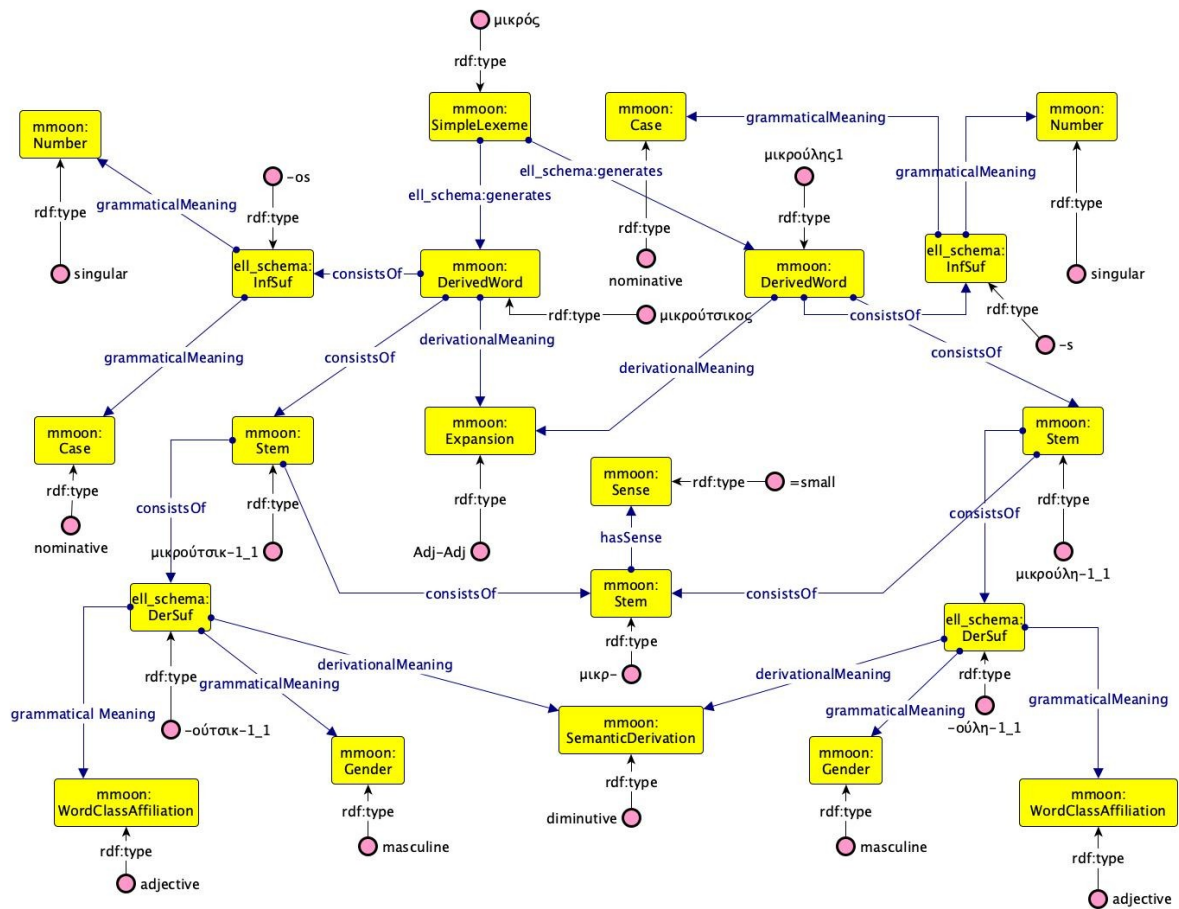 μικρός
rdf:type
mmoon:
SimpleLexeme
mmoon:
Case
mmoon:
Number
mmoon:
Number
grammaticalMeaning
μικρούλης1
ell_schema:generates
-os
grammaticalMeaning
ell_schema:generates
grammaticalMeaning
rdf:type
rdf:type
rdf:type
rdf:type
rdf:type
singular
ell_schema:
InfSuf
consistsOf
mmoon:
DerivedWord
nominative
mmoon:
DerivedWord
ell_schema:
InfSuf
singular
rdf:type
μικρούτσικος
consistsOf
rdf:type
-s
derivationalMeaning
grammaticalMeaning
consistsOf
consistsOf
derivationalMeaning
mmoon:
Case
mmoon:
Stem
mmoon:
Expansion
mmoon:
Stem
rdf:type
rdf:type
rdf:type
mmoon:
Sense
rdf:type
=small
rdf:type
consistsOf
consistsOf
nominative
μικρούτσικ-1_1
Adj-Adj
hasSense
μικρούλη-1_1
ell_schema:
DerSuf
consistsOf
mmoon:
Stem
consistsOf
ell_schema:
DerSuf
rdf:type
μικρ-
derivationalMeaning
derivationalMeaning
rdf:type
grammaticalMeaning
rdf:type
grammatical Meaning
grammaticalMeaning
grammaticalMeaning
-ούτσικ-1_1
-ούλη-1_1
mmoon:
SemanticDerivation
mmoon:
Gender
mmoon:
Gender
mmoon:
WordClassAffiliation
mmoon:
WordClassAffiliation
rdf:type
rdf:type
rdf:type
diminutive
masculine
masculine
rdf:type
rdf:type
adjective
adjective